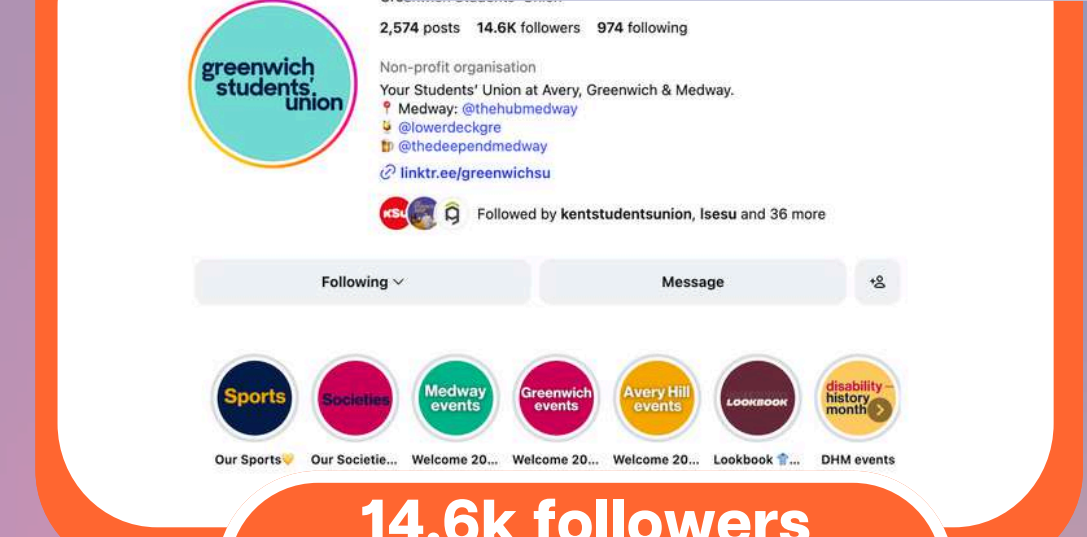 2,574 posts 14.6K followers 974 following
greenwich
students'
union
Non-profit organisation
Your Students' Union at Avery, Greenwich & Medway.
📍 Medway: @thehubmedway
🍹 @lowerdeckgre
🍻 @thedeependmedway
linktr.ee/greenwichsu
KSU
Followed by kentstudentsunion, lsesu and 36 more
Following
Message
Sports
Societies
Medway
events
Greenwich
events
Avery Hill
events
LOOKBOOK
disability
history
month
Our Sports💛
Our Societie...
Welcome 20...
Welcome 20...
Welcome 20...
Lookbook 👕...
DHM events
14.6k followers